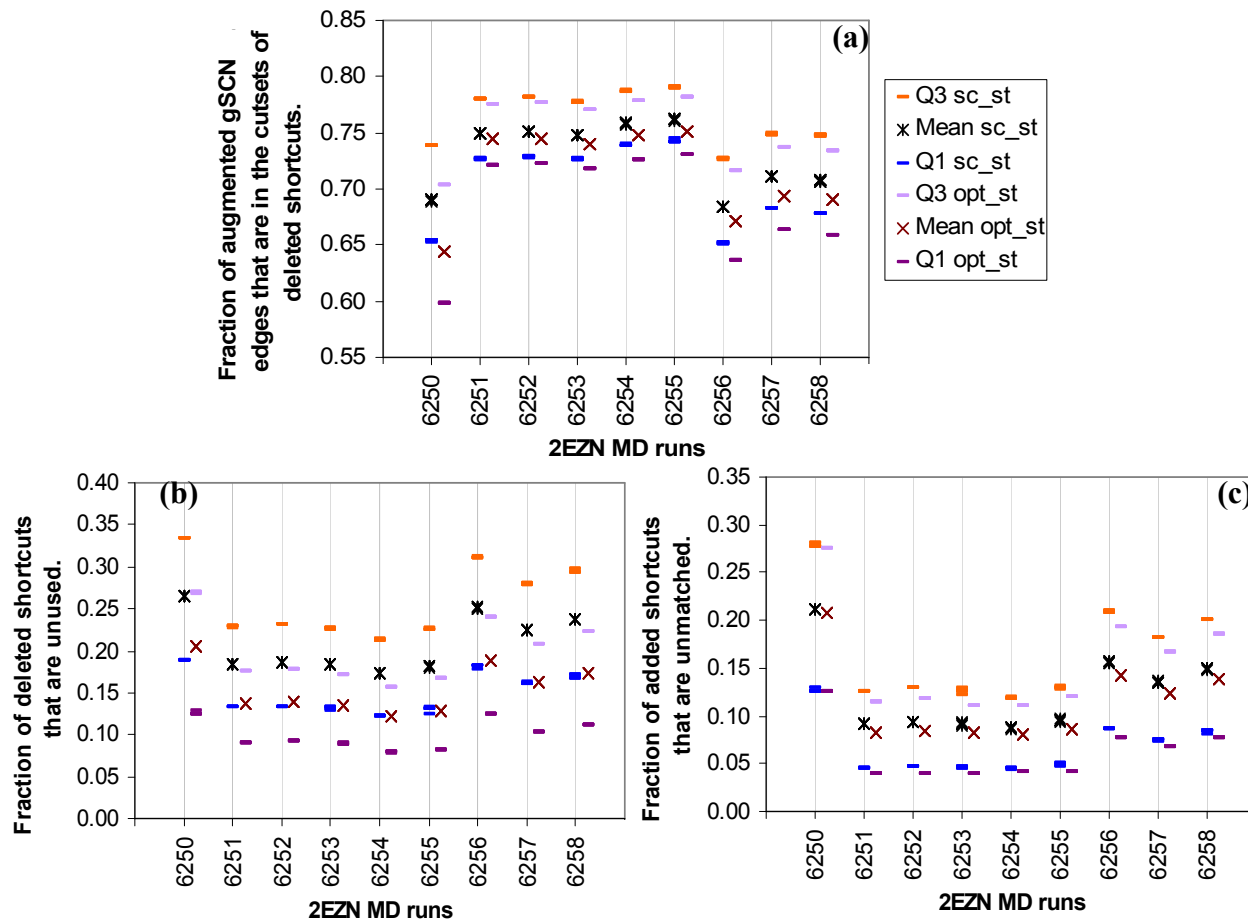 (a)
Fraction of augmented gSCN
edges that are in the cutsets of
deleted shortcuts.
0.85
0.80
0.75
0.70
0.65
0.60
0.55
6250
6251
6252
6253
6254
6255
6256
6257
6258
2EZN MD runs
Q3 sc_st
Mean sc_st
Q1 sc_st
Q3 opt_st
Mean opt_st
Q1 opt_st
(b)
Fraction of deleted shortcuts
that are unused.
0.40
0.35
0.30
0.25
0.20
0.15
0.10
0.05
0.00
6250
6251
6252
6253
6254
6255
6256
6257
6258
2EZN MD runs
(c)
Fraction of added shortcuts
that are unmatched.
0.35
0.30
0.25
0.20
0.15
0.10
0.05
0.00
6250
6251
6252
6253
6254
6255
6256
6257
6258
2EZN MD runs